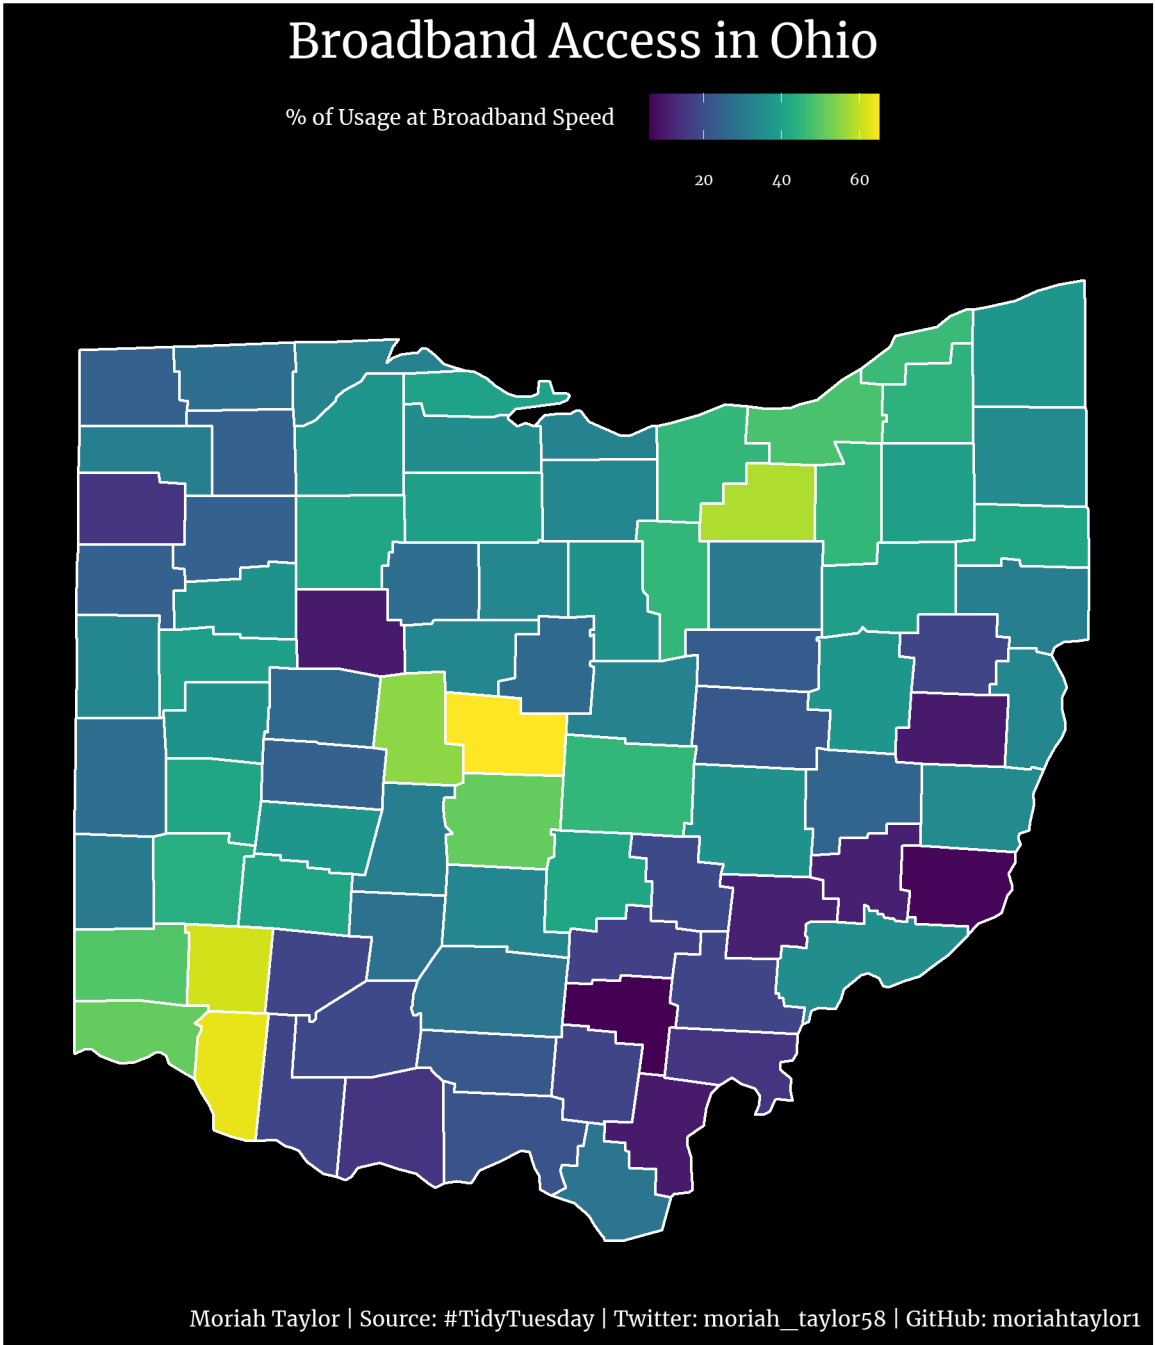 Broadband Access in Ohio
% of Usage at Broadband Speed
20 40 60
Moriah Taylor | Source: #TidyTuesday | Twitter: moriah_taylor58 | GitHub: moriahtaylor1